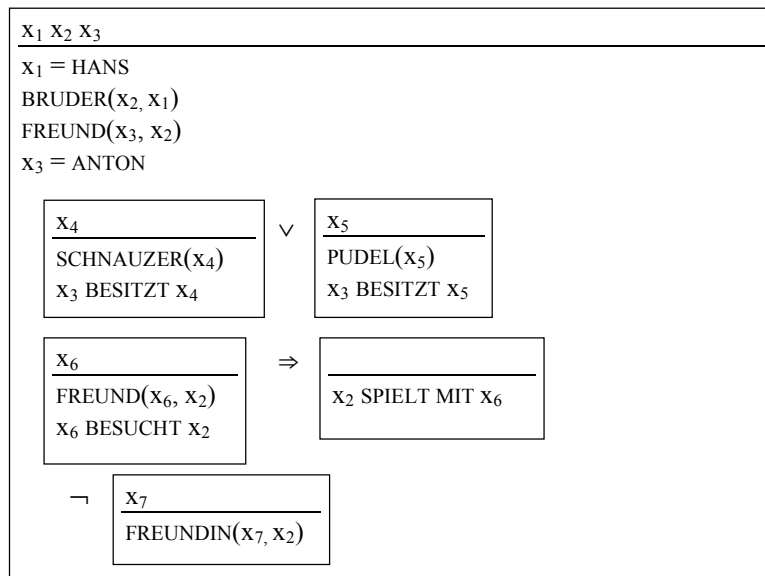 x₁ x₂ x₃
x₁ = HANS
BRUDER(x₂, x₁)
FREUND(x₃, x₂)
x₃ = ANTON
x₄ ∨ x₅
SCHNAUZER(x₄) PUDEL(x₅)
x₃ BESITZT x₄ x₃ BESITZT x₅
x₆ ⇒
FREUND(x₆, x₂) x₂ SPIELT MIT x₆
x₆ BESUCHT x₂
¬ x₇
FREUNDIN(x₇, x₂)